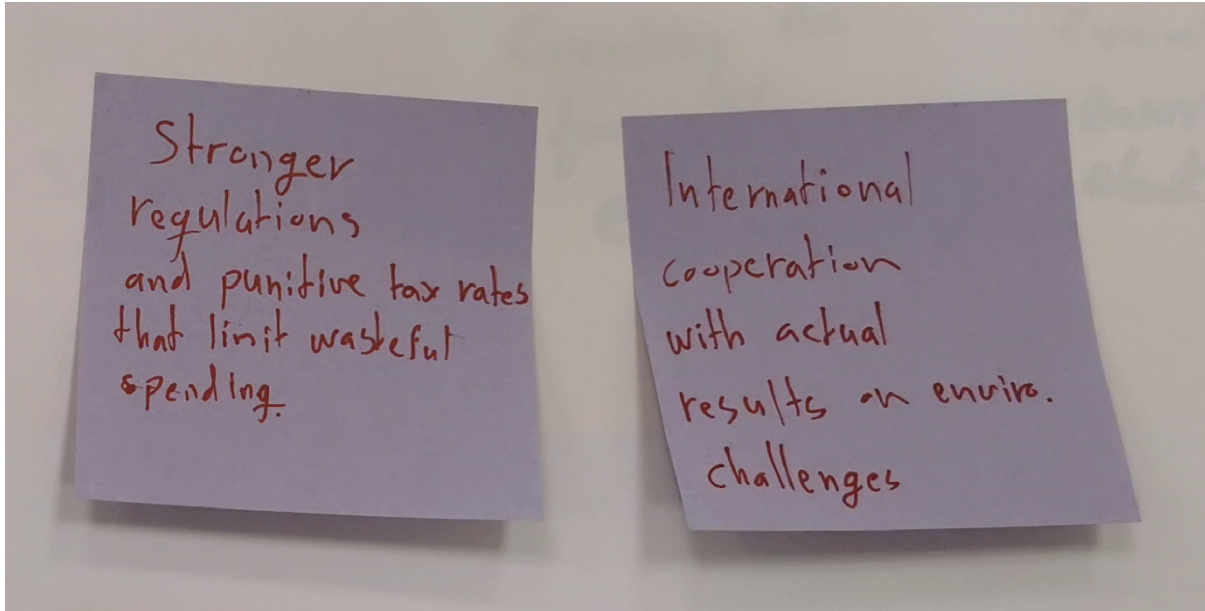 Stronger
regulations
and punitive tax rates
that limit wasteful
spending.
International
cooperation
with actual
results on enviro.
challenges